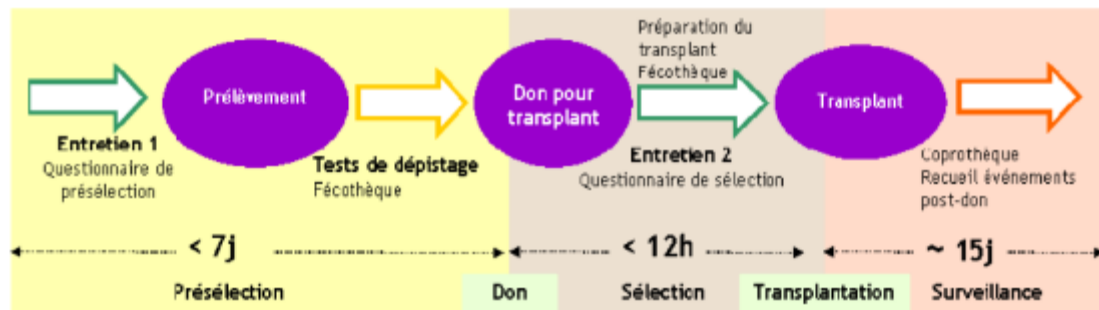 Prélèvement
Entretien 1
Questionnaire de
présélection
Tests de dépistage
Fécothèque
Don pour
transplant
Préparation du
transplant
Fécothèque
Entretien 2
Questionnaire de sélection
Transplant
Coprothèque
Recueil événements
post-don
< 7j
< 12h
~ 15j
Présélection
Don
Sélection
Transplantation
Surveillance